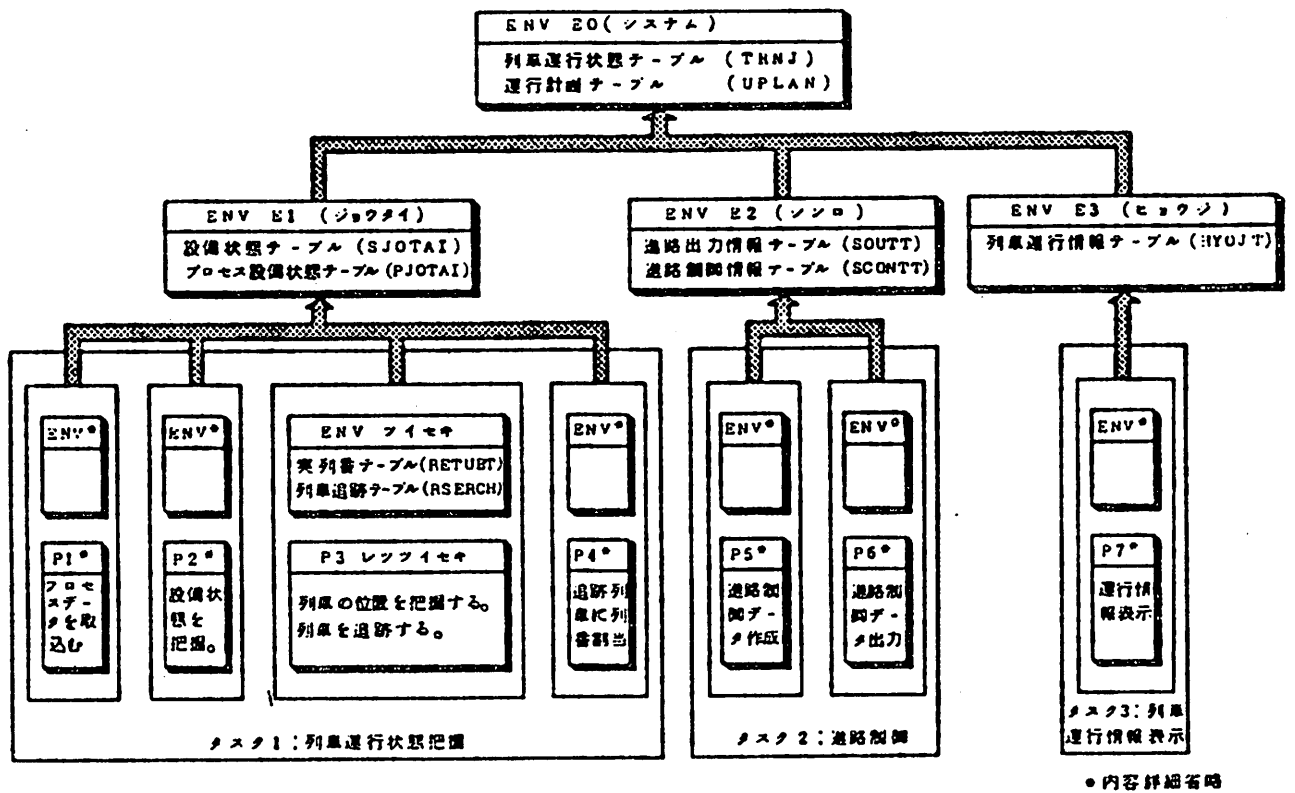 ENV E0(システム)
列車運行状態テーブル (THNJ)
運行計画テーブル (UPLAN)
ENV E1 (ジョウタイ)
設備状態テーブル (SJOTAI)
プロセス設備状態テーブル(PJOTAI)
ENV E2 (シンロ)
進路出力情報テーブル (SOUTT)
進路制御情報テーブル (SCONTT)
ENV E3 (ヒョウジ)
列車運行情報テーブル(HYOJT)
ENV*
ENV*
ENV ツイセキ
実列番テーブル(RETUBT)
列車追跡テーブル(RSERCH)
ENV*
ENV*
ENV*
ENV*
P1*
プロセ
スデー
タを取
込む
P2*
設備状
態を
把握。
P3 レツツイセキ
列車の位置を把握する。
列車を追跡する。
P4*
追跡列
車に列
番割当
P5*
進路制
御デー
タ作成
P6*
進路制
御デー
タ出力
P7*
運行情
報表示
タスク1:列車運行状態把握
タスク2:進路制御
タスク3:列車
運行情報表示
*内容詳細省略